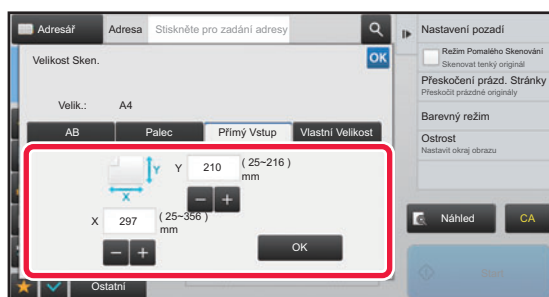 Adresář
Adresa
Stiskněte pro zadání adresy
Nastavení pozadí
Velikost Sken.
OK
Režim Pomalého Skenování
Skenovat tenký originál
Přeskočení prázd. Stránky
Přeskočit prázdné originály
Velik.: A4
Barevný režim
AB
Palec
Přímý Vstup
Vlastní Velikost
Ostrost
Nastavit okraj obrazu
Y
Y 210 (25~216)
mm
X
X 297 (25~356)
mm
OK
Náhled
CA
Ostatní
Start